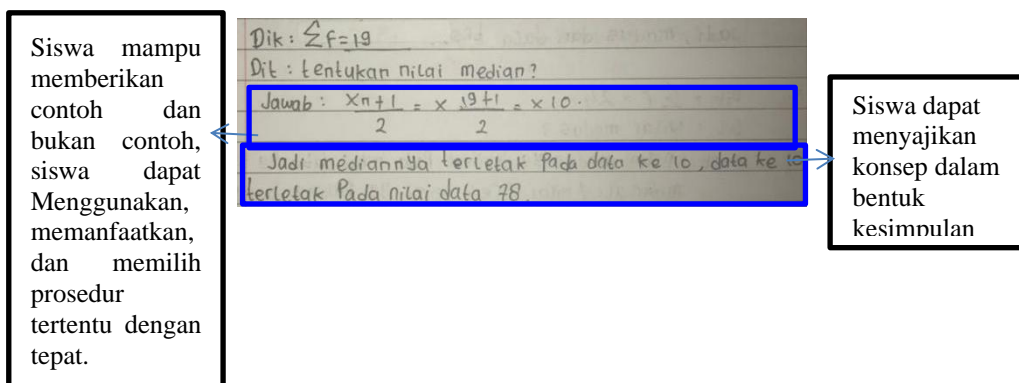 Siswa mampu
memberikan
contoh dan
bukan contoh,
siswa dapat
Menggunakan,
memanfaatkan,
dan memilih
prosedur
tertentu dengan
tepat.
Dik : Σf=19
Dit : tentukan nilai median?
Jawab : xn+1/2 = x 19+1/2 = x10.
Jadi mediannya terletak Pada data ke 10, data ke 10
terletak Pada nilai data 78.
Siswa dapat
menyajikan
konsep dalam
bentuk
kesimpulan